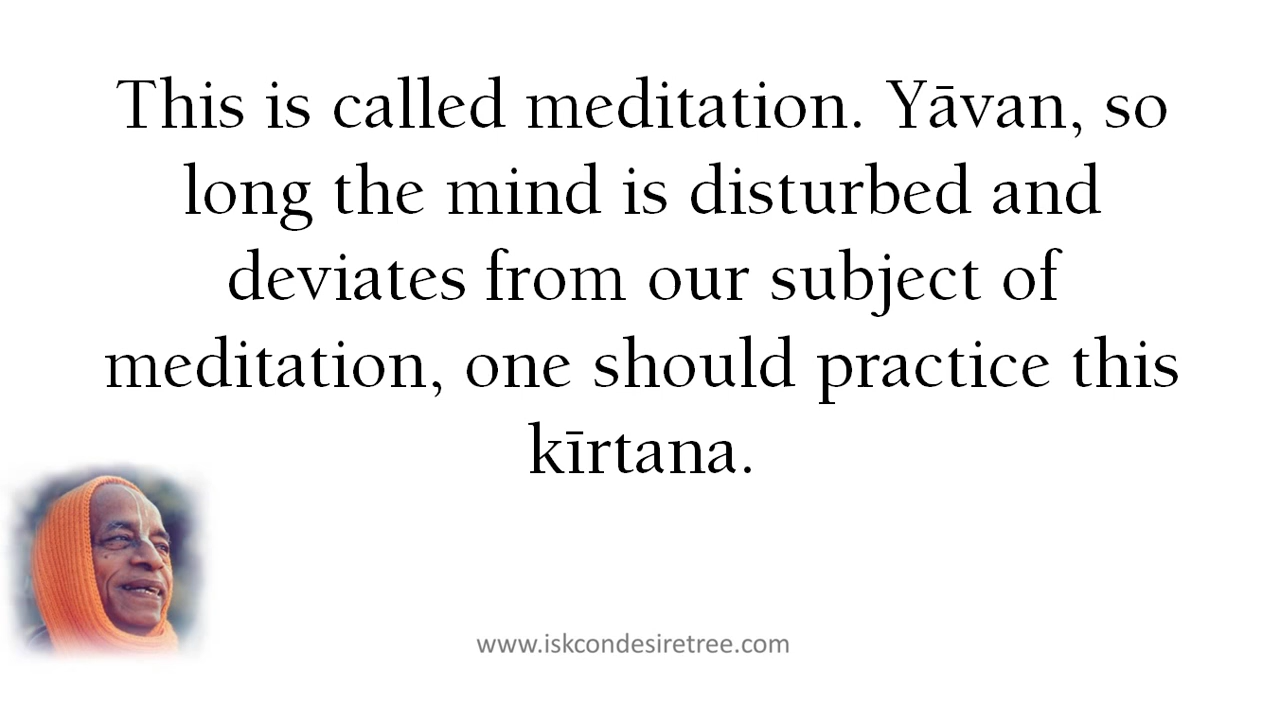 This is called meditation. Yāvan, so
long the mind is disturbed and
deviates from our subject of
meditation, one should practice this
kīrtana.
www.iskcondesiretree.com